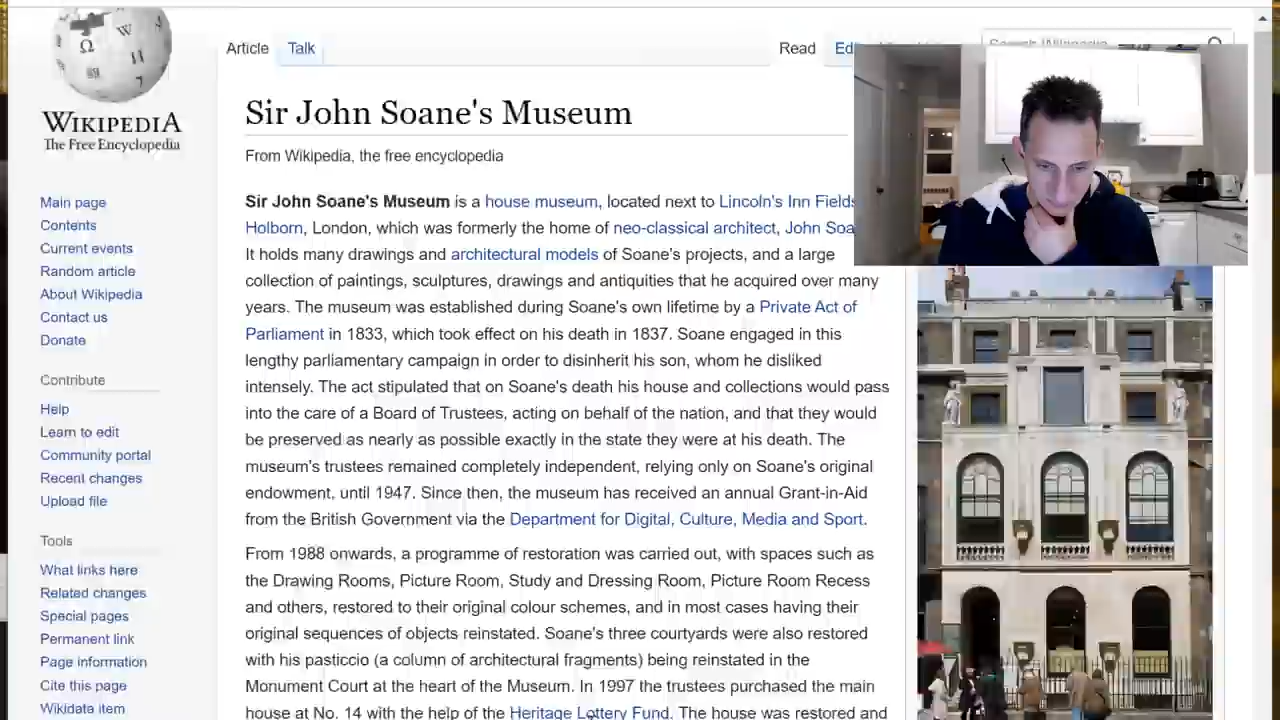 Article
Talk
Read
Sir John Soane's Museum
From Wikipedia, the free encyclopedia
WIKIPEDIA
The Free Encyclopedia
Main page
Contents
Current events
Random article
About Wikipedia
Contact us
Donate
Contribute
Help
Learn to edit
Community portal
Recent changes
Upload file
Tools
What links here
Related changes
Special pages
Permanent link
Page information
Cite this page
Wikidata item
Sir John Soane's Museum is a house museum, located next to Lincoln's Inn Fields
Holborn, London, which was formerly the home of neo-classical architect, John Soa
It holds many drawings and architectural models of Soane's projects, and a large
collection of paintings, sculptures, drawings and antiquities that he acquired over many
years. The museum was established during Soane's own lifetime by a Private Act of
Parliament in 1833, which took effect on his death in 1837. Soane engaged in this
lengthy parliamentary campaign in order to disinherit his son, whom he disliked
intensely. The act stipulated that on Soane's death his house and collections would pass
into the care of a Board of Trustees, acting on behalf of the nation, and that they would
be preserved as nearly as possible exactly in the state they were at his death. The
museum's trustees remained completely independent, relying only on Soane's original
endowment, until 1947. Since then, the museum has received an annual Grant-in-Aid
from the British Government via the Department for Digital, Culture, Media and Sport.
From 1988 onwards, a programme of restoration was carried out, with spaces such as
the Drawing Rooms, Picture Room, Study and Dressing Room, Picture Room Recess
and others, restored to their original colour schemes, and in most cases having their
original sequences of objects reinstated. Soane's three courtyards were also restored
with his pasticcio (a column of architectural fragments) being reinstated in the
Monument Court at the heart of the Museum. In 1997 the trustees purchased the main
house at No. 14 with the help of the Heritage Lottery Fund. The house was restored and